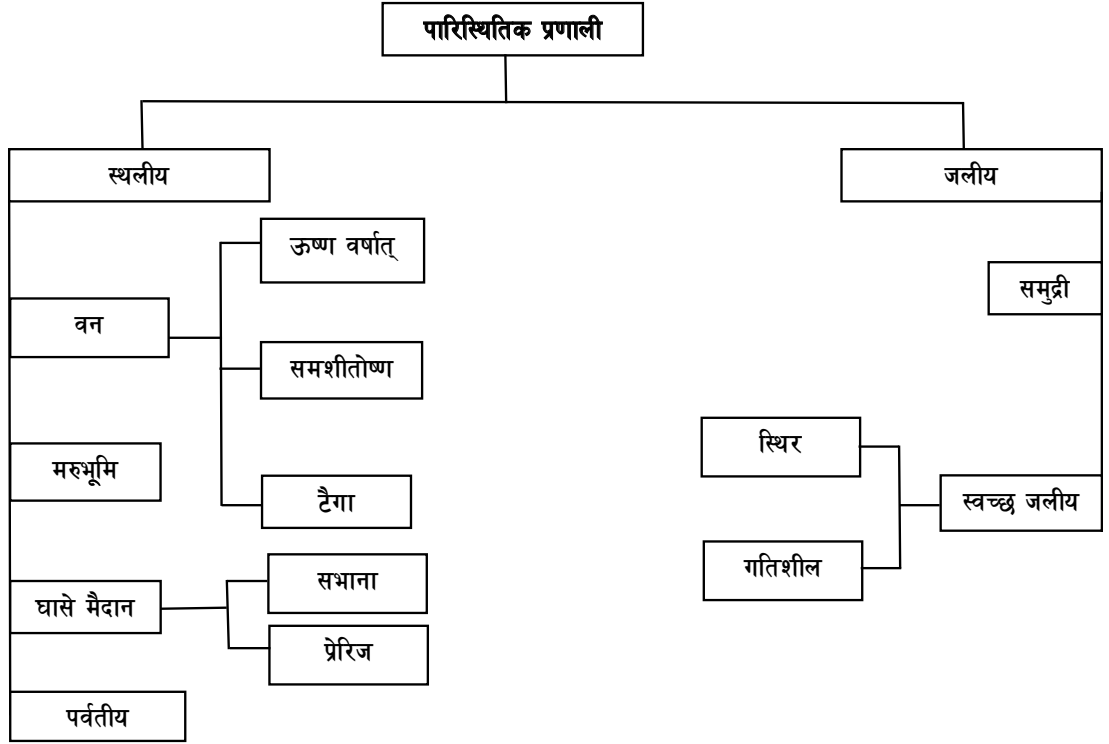 पारिस्थितिक प्रणाली
स्थलीय
जलीय
ऊष्ण वर्षात्
समुद्री
वन
समशीतोष्ण
स्थिर
मरुभूमि
टैगा
स्वच्छ जलीय
सभाना
गतिशील
घासे मैदान
प्रेरिज
पर्वतीय